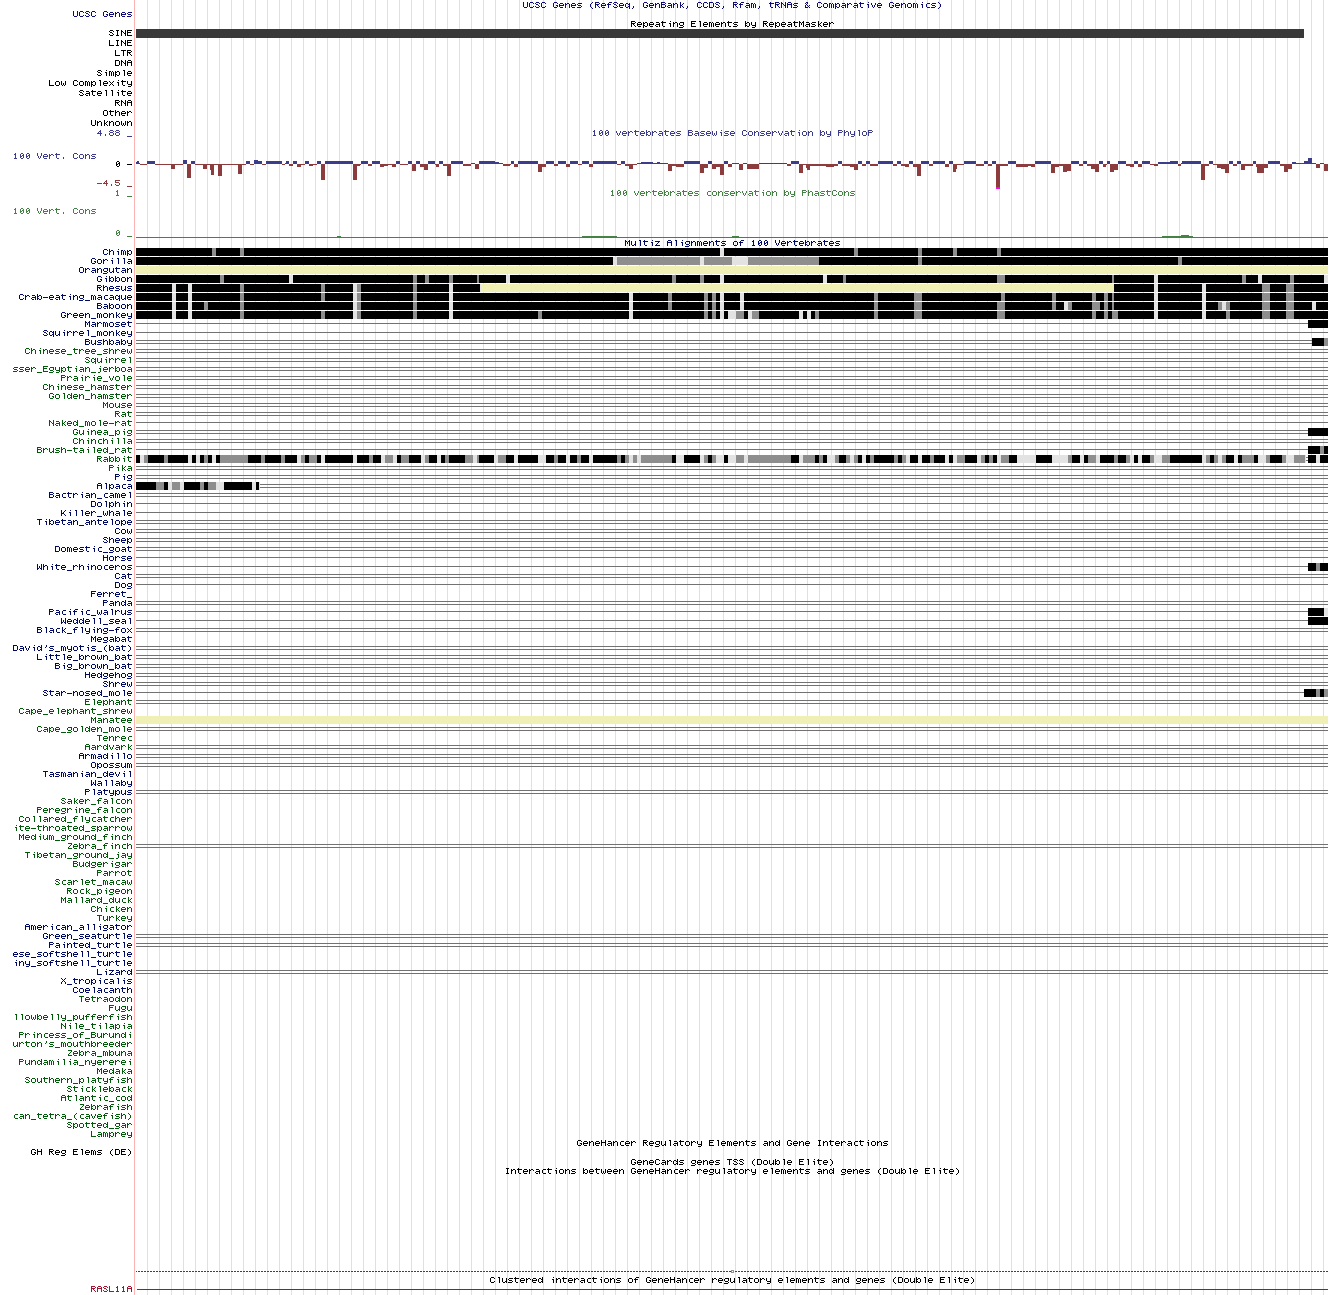 UCSC Genes (RefSeq, GenBank, CCDS, Rfam, tRNAs & Comparative Genomics)
UCSC Genes
Repeating Elements by RepeatMasker
SINE
LINE
LTR
DNA
Simple
Low Complexity
Satellite
RNA
Other
Unknown
4.88 _
100 vertebrates Basewise Conservation by PhyloP
100 Vert. Cons
0 _
-4.5 _
1 _
100 vertebrates conservation by PhastCons
100 Vert. Cons
0 _
Multiz Alignments of 100 Vertebrates
Chimp
Gorilla
Orangutan
Gibbon
Rhesus
Crab-eating_macaque
Baboon
Green_monkey
Marmoset
Squirrel_monkey
Bushbaby
Chinese_tree_shrew
Squirrel
sser_Egyptian_jerboa
Prairie_vole
Chinese_hamster
Golden_hamster
Mouse
Rat
Naked_mole-rat
Guinea_pig
Chinchilla
Brush-tailed_rat
Rabbit
Pika
Pig
Alpaca
Bactrian_camel
Dolphin
Killer_whale
Tibetan_antelope
Cow
Sheep
Domestic_goat
Horse
White_rhinoceros
Cat
Dog
Ferret_
Panda
Pacific_walrus
Weddell_seal
Black_flying-fox
Megabat
David's_myotis_(bat)
Little_brown_bat
Big_brown_bat
Hedgehog
Shrew
Star-nosed_mole
Elephant
Cape_elephant_shrew
Manatee
Cape_golden_mole
Tenrec
Aardvark
Armadillo
Opossum
Tasmanian_devil
Wallaby
Platypus
Saker_falcon
Peregrine_falcon
Collared_flycatcher
ite-throated_sparrow
Medium_ground_finch
Zebra_finch
Tibetan_ground_jay
Budgerigar
Parrot
Scarlet_macaw
Rock_pigeon
Mallard_duck
Chicken
Turkey
American_alligator
Green_seaturtle
Painted_turtle
ese_softshell_turtle
iny_softshell_turtle
Lizard
X_tropicalis
Coelacanth
Tetraodon
Fugu
llowbelly_pufferfish
Nile_tilapia
Princess_of_Burundi
urton's_mouthbreeder
Zebra_mbuna
Pundamilia_nyererei
Medaka
Southern_platyfish
Stickleback
Atlantic_cod
Zebrafish
can_tetra_(cavefish)
Spotted_gar
Lamprey
GeneHancer Regulatory Elements and Gene Interactions
GH Reg Elems (DE)
GeneCards genes TSS (Double Elite)
Interactions between GeneHancer regulatory elements and genes (Double Elite)
Clustered interactions of GeneHancer regulatory elements and genes (Double Elite)
RASL11A